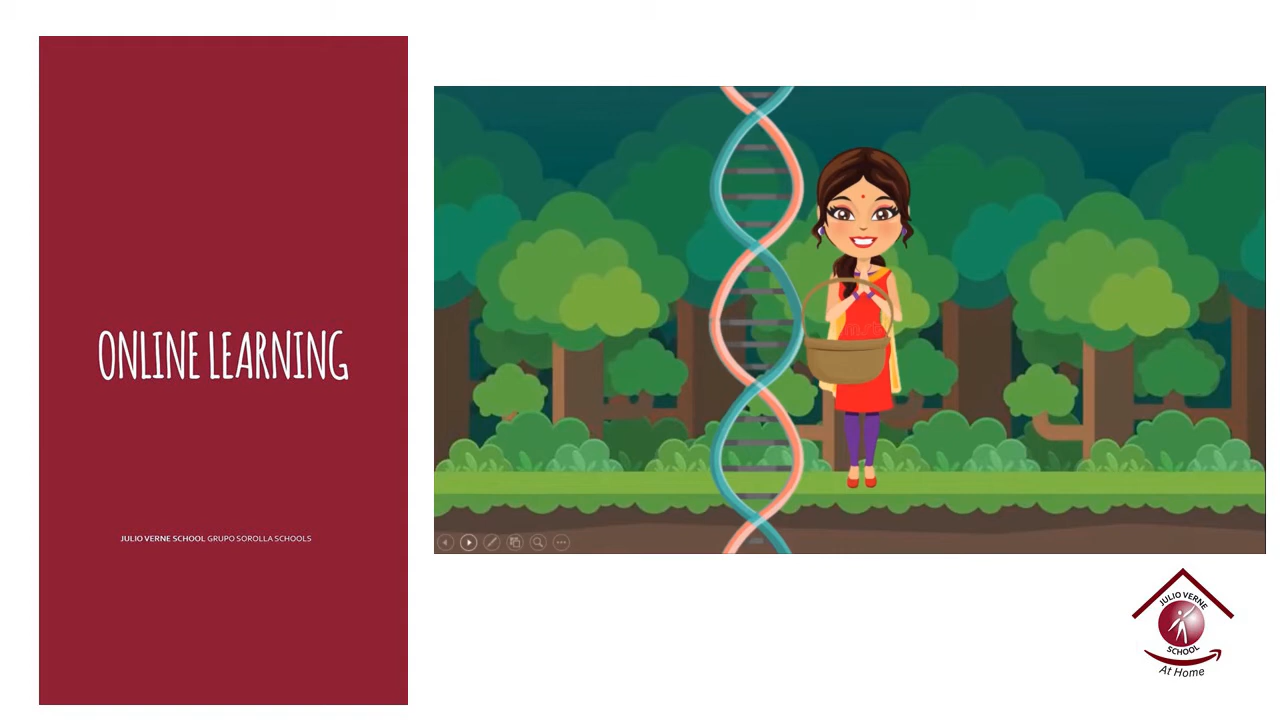 ONLINE LEARNING
JULIO VERNE SCHOOL GRUPO SOROLLA SCHOOLS
JULIO VERNE
SCHOOL
At Home